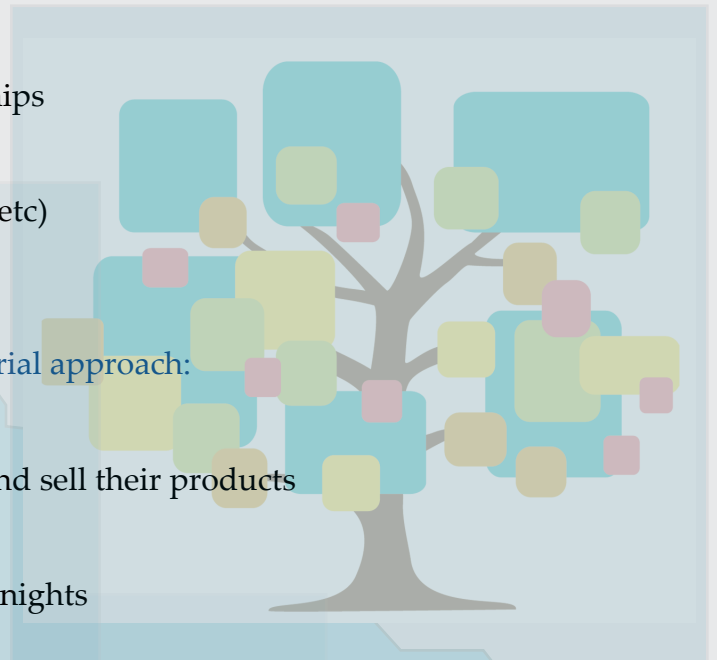 ips
etc)
rial approach:
nd sell their products
nights